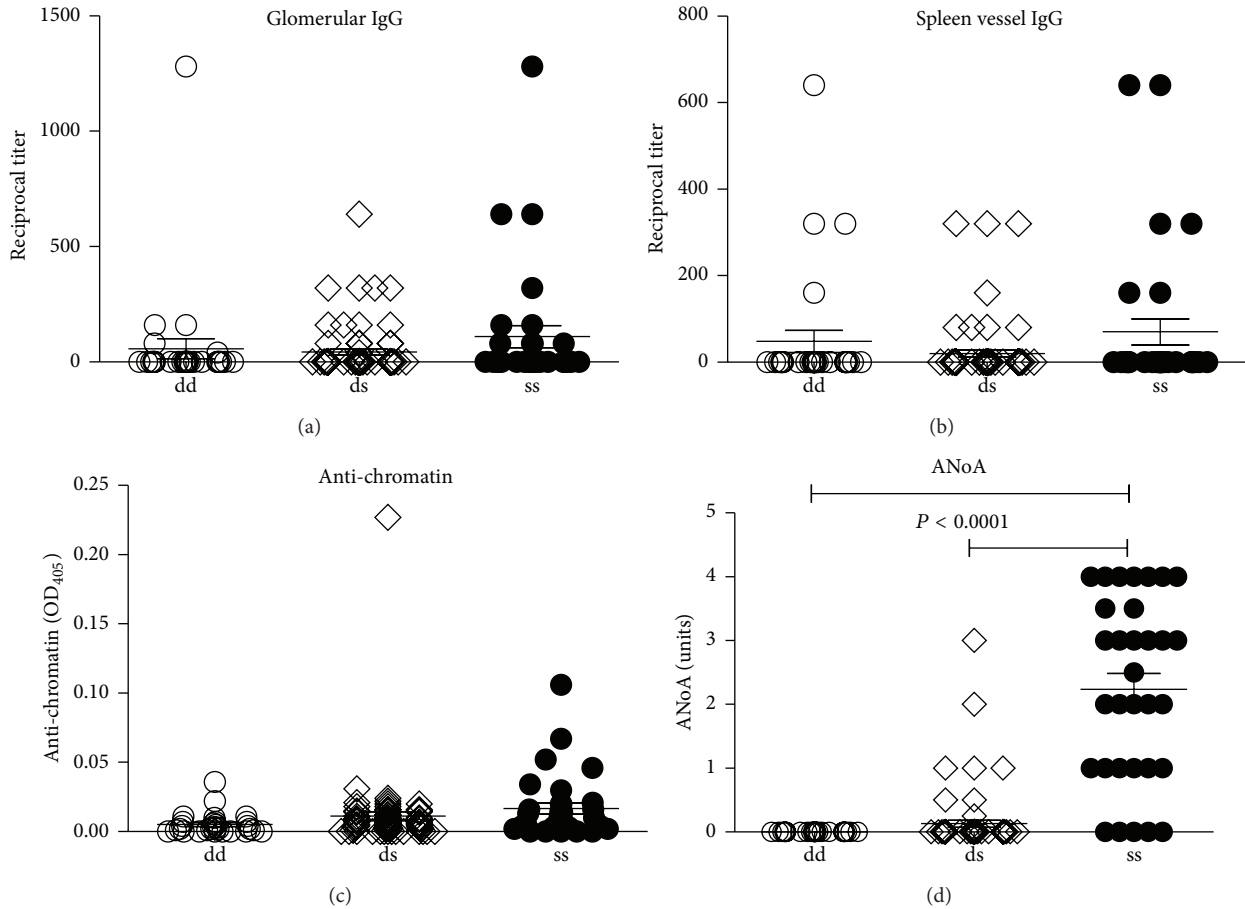 Glomerular IgG
1500
1000
500
0
Reciprocal titer
dd ds ss
(a)
Spleen vessel IgG
800
600
400
200
0
Reciprocal titer
dd ds ss
(b)
Anti-chromatin
0.25
0.20
0.15
0.10
0.05
0.00
Anti-chromatin (OD405)
dd ds ss
(c)
ANoA
P < 0.0001
5
4
3
2
1
0
ANoA (units)
dd ds ss
(d)